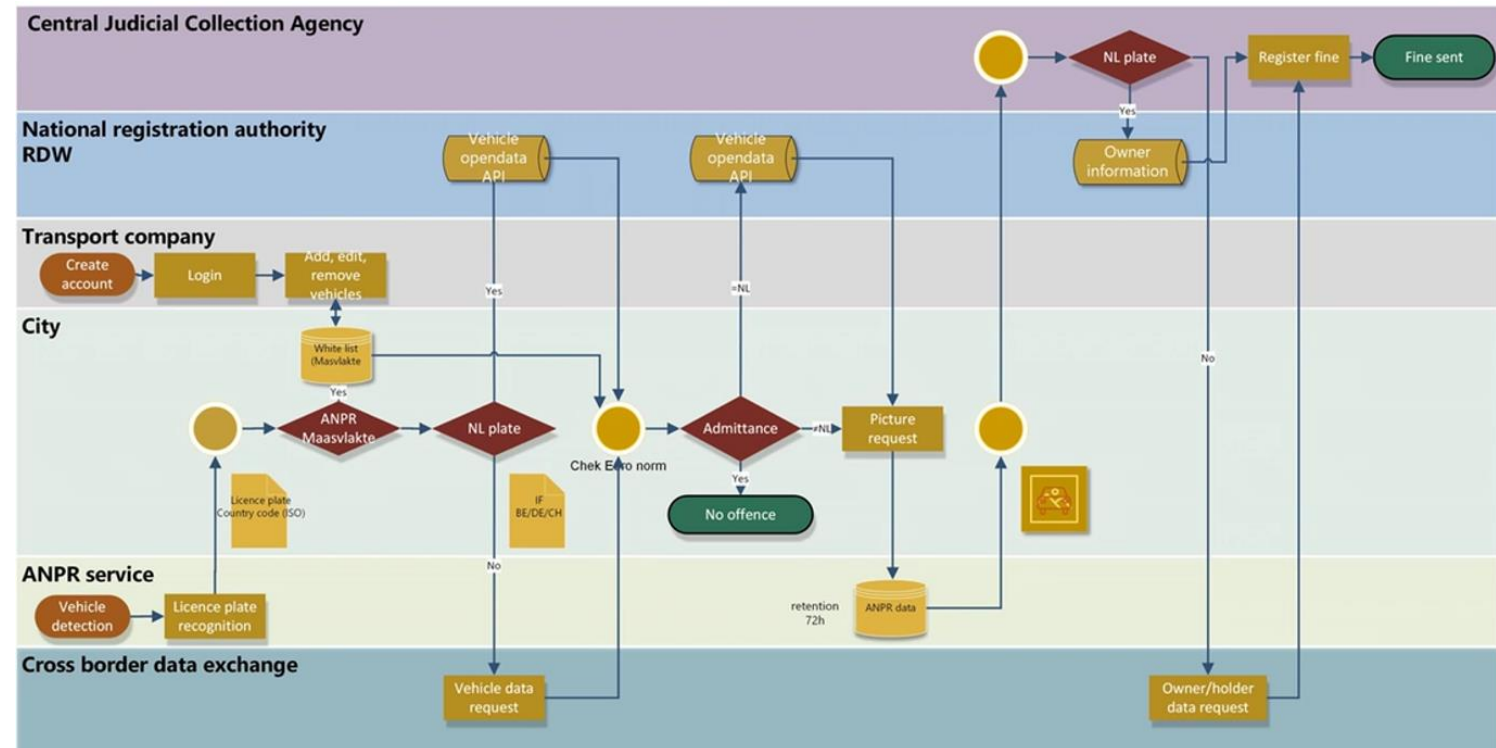 Central Judicial Collection Agency
NL plate
Register fine
Fine sent
Yes
National registration authority
RDW
Vehicle
opendata
API
Vehicle
opendata
API
Owner
information
Transport company
Create
account
Login
Add, edit,
remove
vehicles
Yes
=NL
City
White list
(Masvlakte
Yes
No
ANPR
Maasvlakte
NL plate
Chek Euro norm
Admittance
≠NL
Picture
request
Yes
Licence plate
Country code (ISO)
IF
BE/DE/CH
No offence
No
ANPR service
Vehicle
detection
Licence plate
recognition
retention
72h
ANPR data
Cross border data exchange
Vehicle data
request
Owner/holder
data request